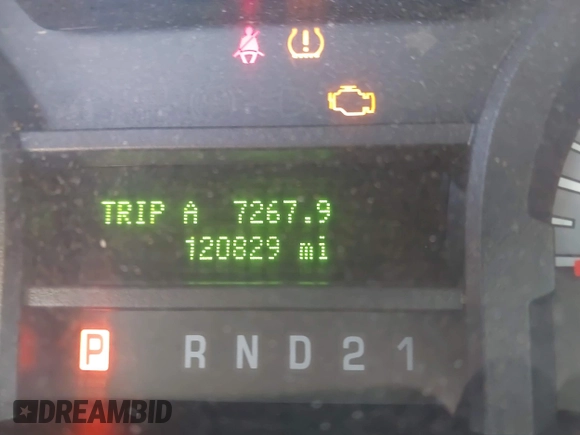 TRIP A 7267.9
120829 mi
P R N D 2 1
DREAMBID